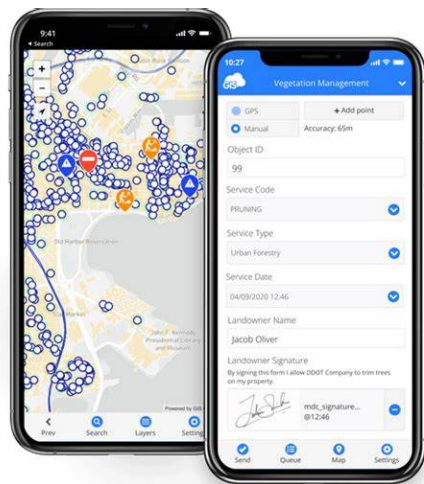 9:41
Search
+
−
Old Harbor Reservation
John F. Kennedy
Presidential Library
and Museum
Powered by GIS
Prev
Search
Layers
Settings
10:27
GIS
Vegetation Management
GPS
+ Add point
Manual
Accuracy: 65m
Object ID
99
Service Code
PRUNING
Service Type
Urban Forestry
Service Date
04/09/2020 12:46
Landowner Name
Jacob Oliver
Landowner Signature
By signing this form I allow DDOT Company to trim trees
on my property.
mdc_signature...
@12:46
Send
Queue
Map
Settings